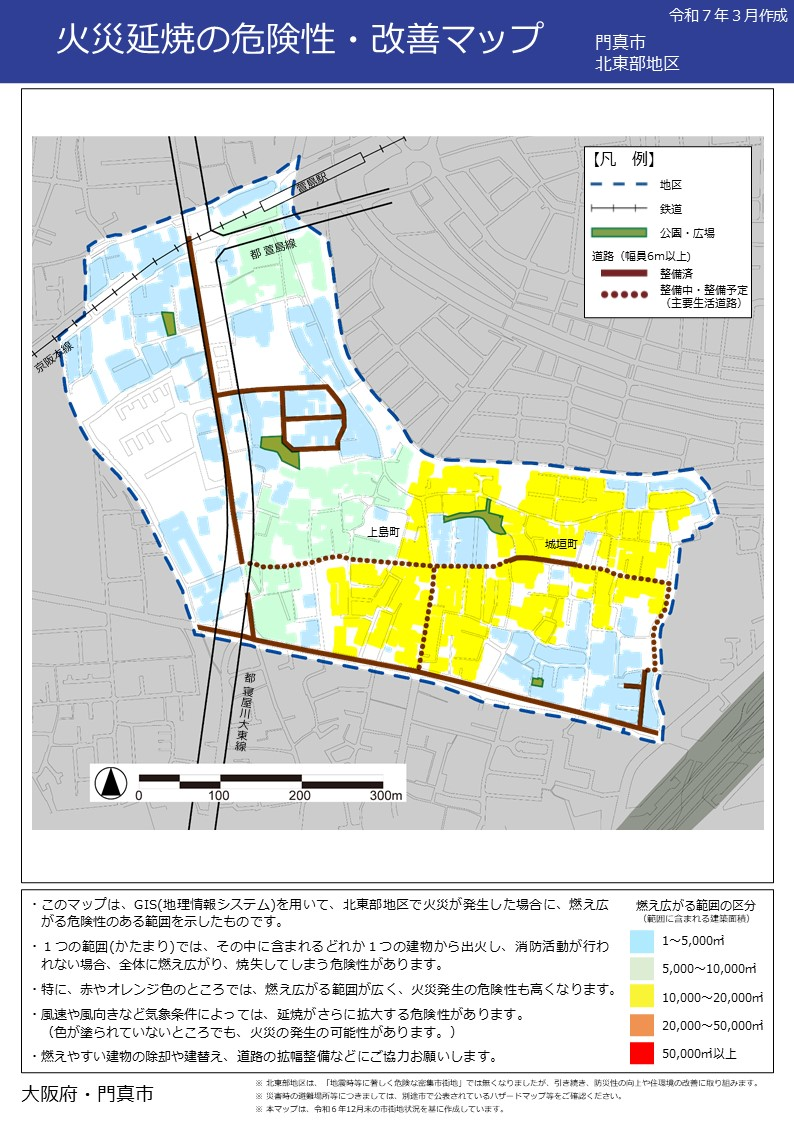 令和７年３月作成
火災延焼の危険性・改善マップ
門真市
北東部地区
【凡　例】
地区
鉄道
公園・広場
道路（幅員6ｍ以上）
整備済
整備中・整備予定
（主要生活道路）
萱島駅
都 萱島線
京阪本線
上島町
城垣町
都 寝屋川大東線
0 100 200 300m
・このマップは、GIS(地理情報システム)を用いて、北東部地区で火災が発生した場合に、燃え広
がる危険性のある範囲を示したものです。
・１つの範囲(かたまり)では、その中に含まれるどれか１つの建物から出火し、消防活動が行わ
れない場合、全体に燃え広がり、焼失してしまう危険性があります。
・特に、赤やオレンジ色のところでは、燃え広がる範囲が広く、火災発生の危険性も高くなります。
・風速や風向きなど気象条件によっては、延焼がさらに拡大する危険性があります。
（色が塗られていないところでも、火災の発生の可能性があります。）
・燃えやすい建物の除却や建替え、道路の拡幅整備などにご協力お願いします。
燃え広がる範囲の区分
（範囲に含まれる建築面積）
1～5,000㎡
5,000～10,000㎡
10,000～20,000㎡
20,000～50,000㎡
50,000㎡以上
大阪府・門真市
※ 北東部地区は、「地震時等に著しく危険な密集市街地」では無くなりましたが、引き続き、防災性の向上や住環境の改善に取り組みます。
※ 災害時の避難場所等につきましては、別途市で公表されているハザードマップ等をご確認ください。
※ 本マップは、令和６年12月末の市街地状況を基に作成しています。